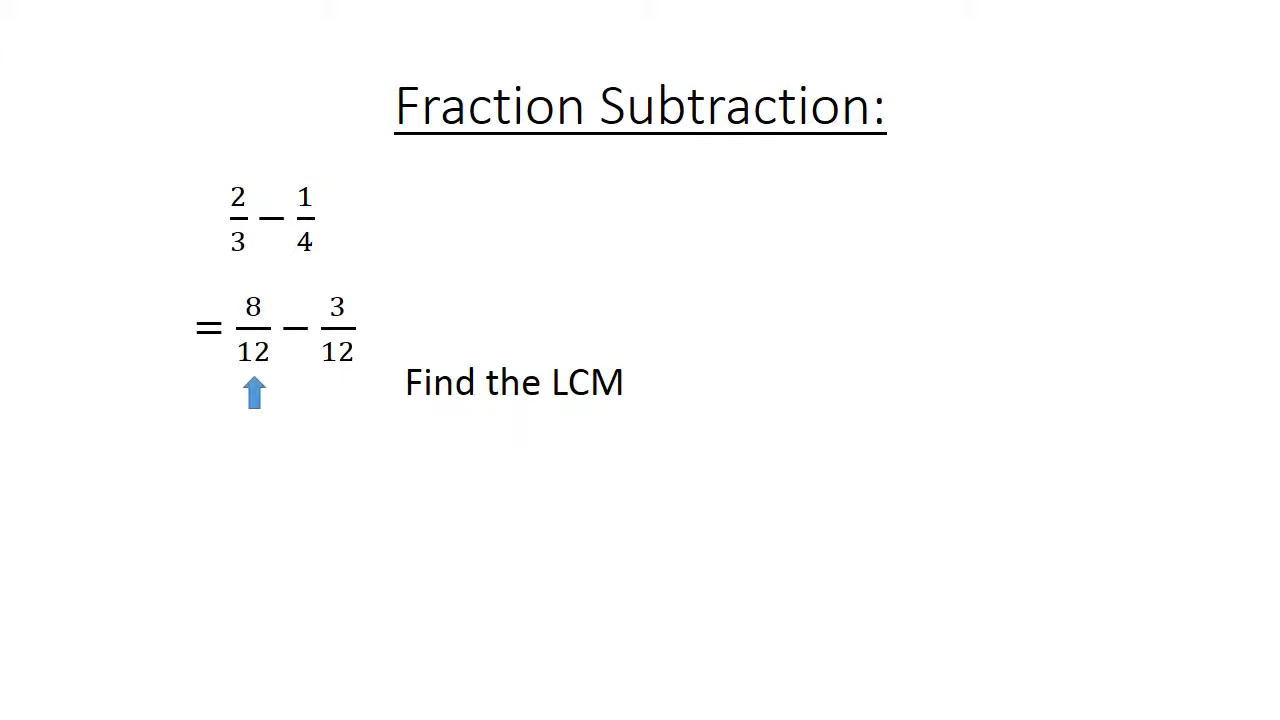 Fraction Subtraction:
2/3 − 1/4
= 8/12 − 3/12
Find the LCM